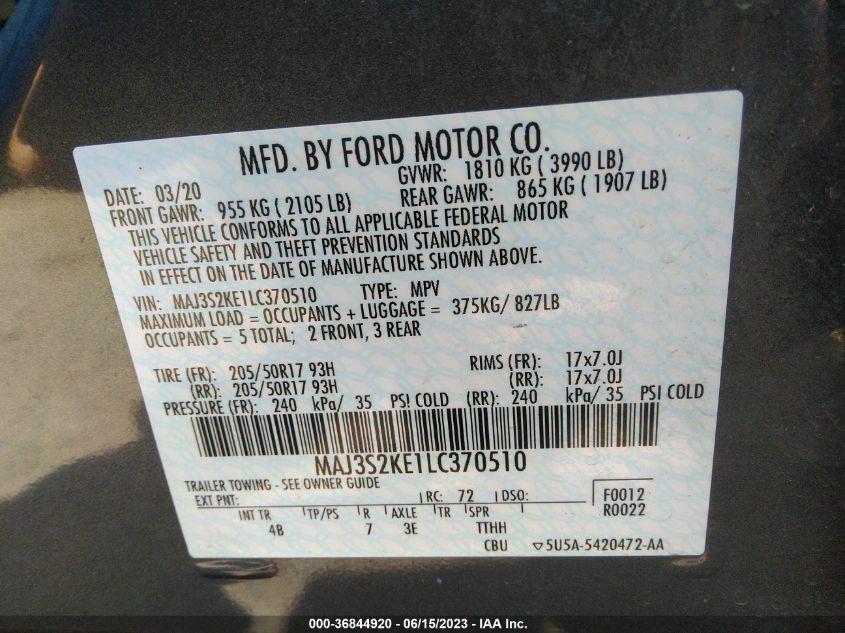 MFD. BY FORD MOTOR CO.
DATE: 03/20 GVWR: 1810 KG ( 3990 LB)
FRONT GAWR: 955 KG ( 2105 LB) REAR GAWR: 865 KG ( 1907 LB)
THIS VEHICLE CONFORMS TO ALL APPLICABLE FEDERAL MOTOR
VEHICLE SAFETY AND THEFT PREVENTION STANDARDS
IN EFFECT ON THE DATE OF MANUFACTURE SHOWN ABOVE.
VIN: MAJ3S2KE1LC370510 TYPE: MPV
MAXIMUM LOAD = OCCUPANTS + LUGGAGE = 375KG/ 827LB
OCCUPANTS = 5 TOTAL; 2 FRONT, 3 REAR
TIRE (FR): 205/50R17 93H RIMS (FR): 17x7.0J
(RR): 205/50R17 93H (RR): 17x7.0J
PRESSURE (FR): 240 kPa/ 35 PSI COLD (RR): 240 kPa/ 35 PSI COLD
MAJ3S2KE1LC370510
TRAILER TOWING - SEE OWNER GUIDE
EXT PNT: RC: 72 DSO: F0012
R0022
INT TR TP/PS R AXLE TR SPR
4B 7 3E TTHH
CBU ▽5U5A-5420472-AA
000-36844920 - 06/15/2023 - IAA Inc.